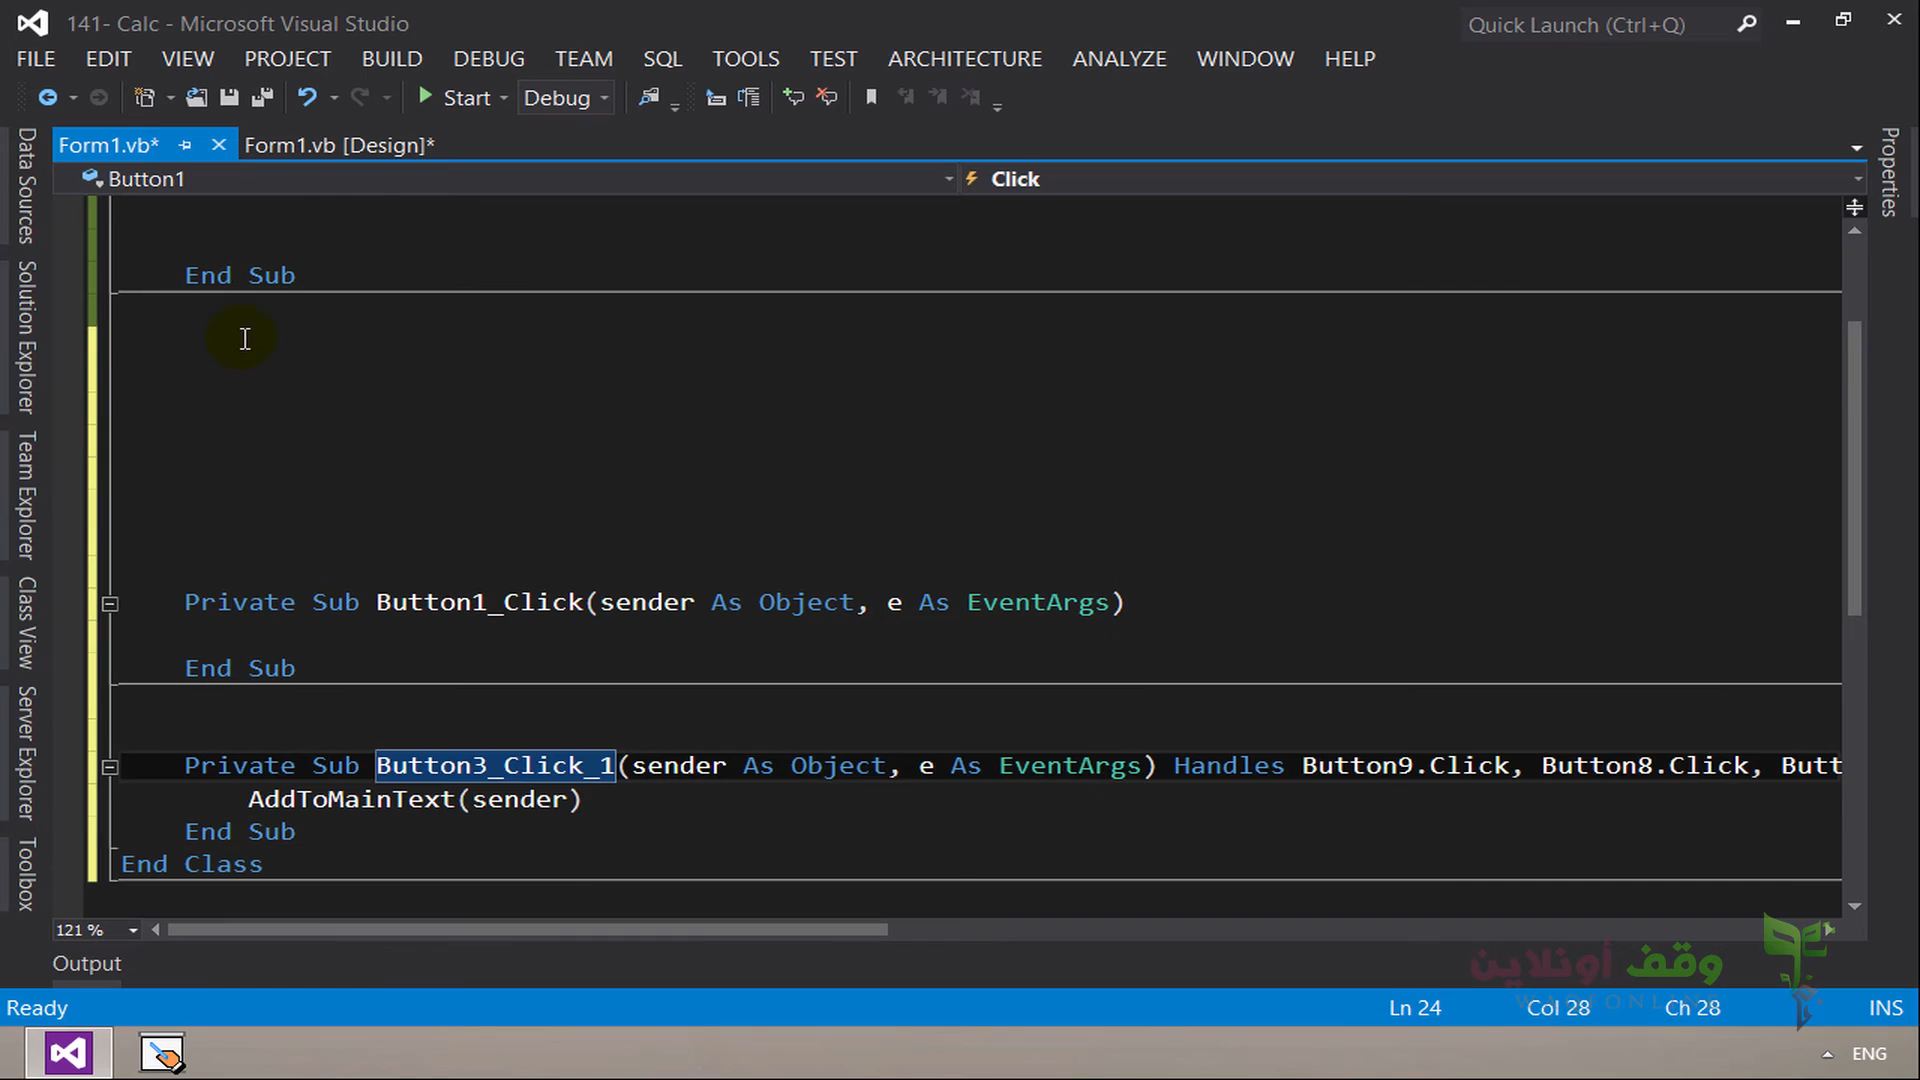 141- Calc - Microsoft Visual Studio
Quick Launch (Ctrl+Q)
FILE EDIT VIEW PROJECT BUILD DEBUG TEAM SQL TOOLS TEST ARCHITECTURE ANALYZE WINDOW HELP
Start Debug
Form1.vb* Form1.vb [Design]*
Button1 Click
Data Sources
Solution Explorer
Team Explorer
Class View
Server Explorer
Toolbox
Properties
End Sub
Private Sub Button1_Click(sender As Object, e As EventArgs)
End Sub
Private Sub Button3_Click_1(sender As Object, e As EventArgs) Handles Button9.Click, Button8.Click, Butt
AddToMainText(sender)
End Sub
End Class
121 %
Output
وقف أونلاين
Ready Ln 24 Col 28 Ch 28 INS
ENG